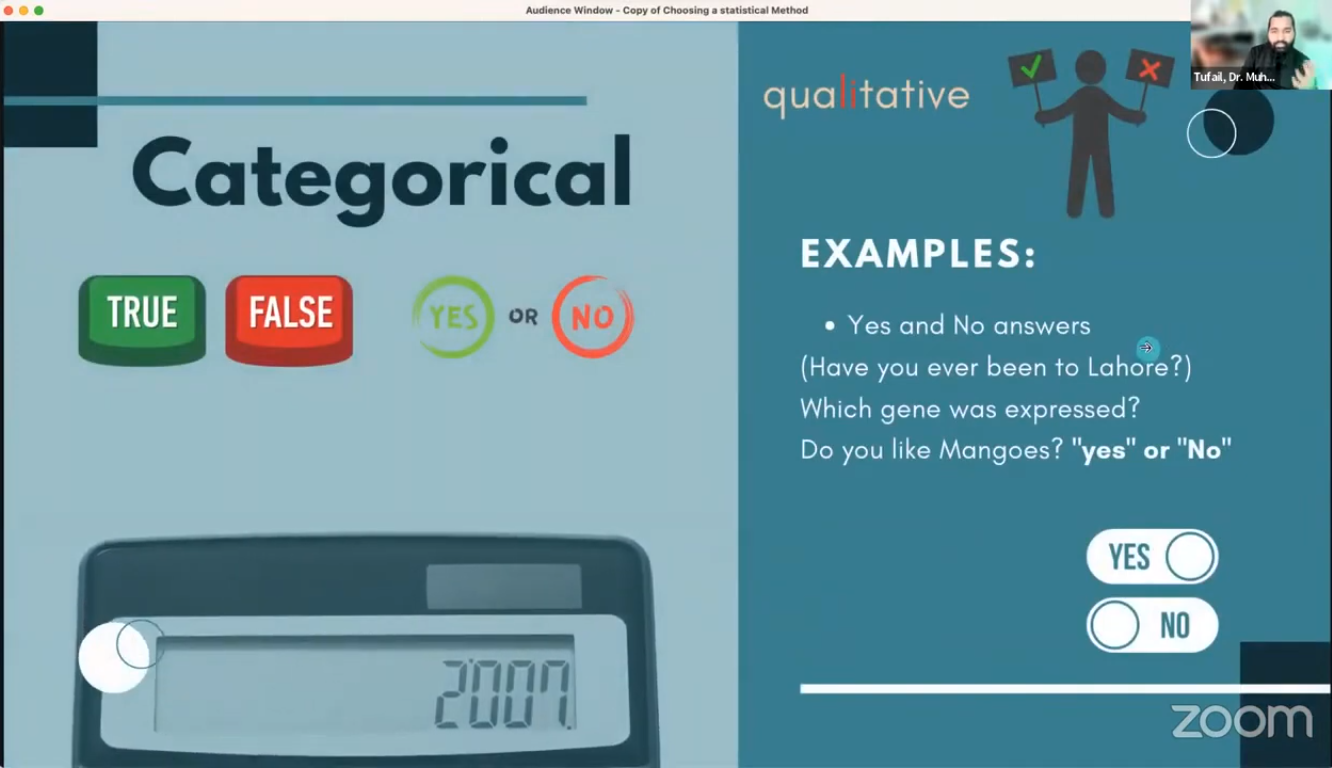 Audience Window - Copy of Choosing a statistical Method
Tufail, Dr. Muh...
Categorical
TRUE
FALSE
YES
OR
NO
2007.
qualitative
EXAMPLES:
• Yes and No answers
(Have you ever been to Lahore?)
Which gene was expressed?
Do you like Mangoes? "yes" or "No"
YES
NO
zoom